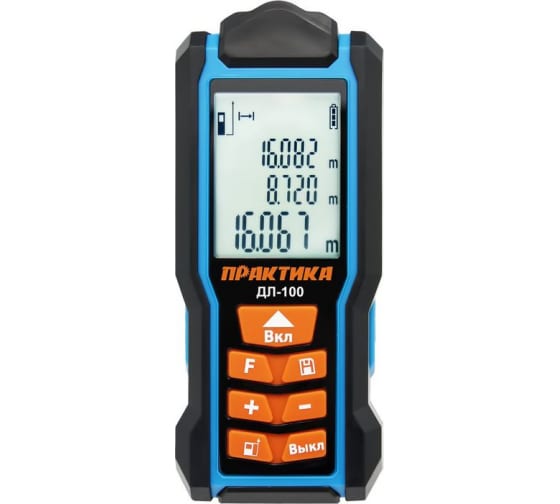 16.082 m
8.720 m
16.067 m
ПРАКТИКА
ДЛ-100
Вкл
F
+ −
Выкл